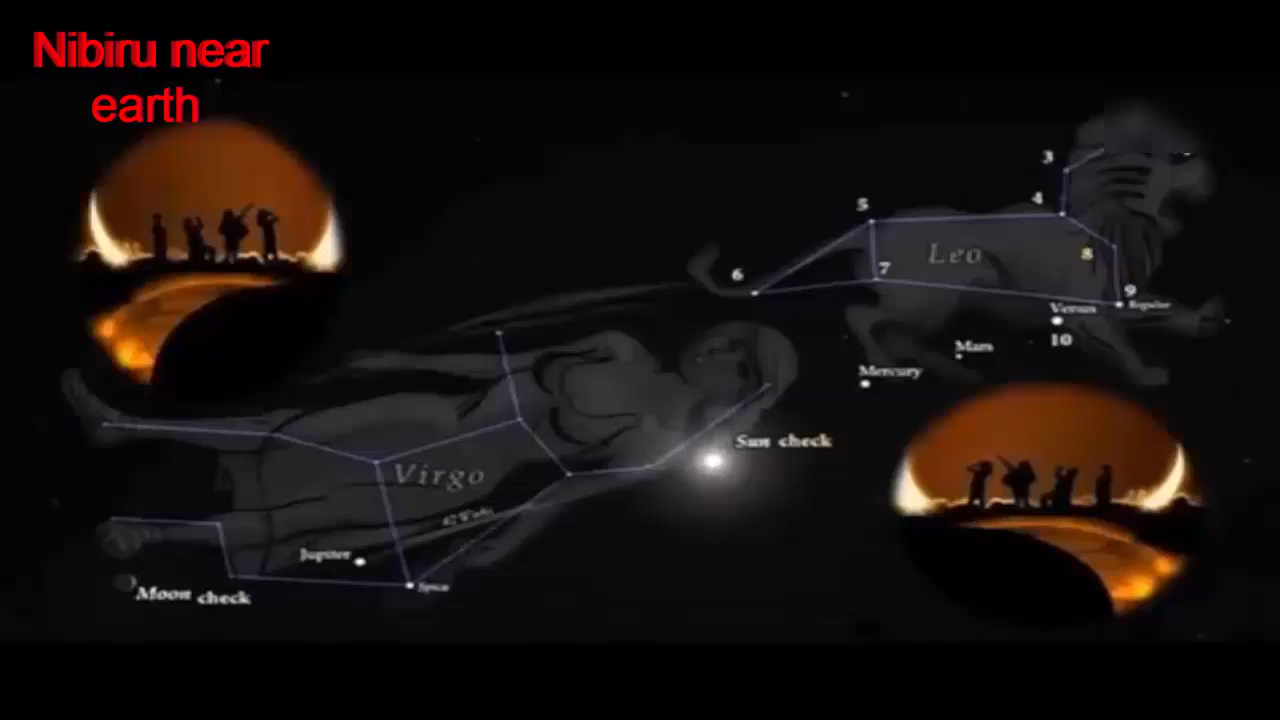 Nibiru near
earth
3
4
5
Leo
8
7
6
9
Regulus
Venus
10
Mars
Mercury
Sun check
Virgo
Jupiter
Spica
Moon check